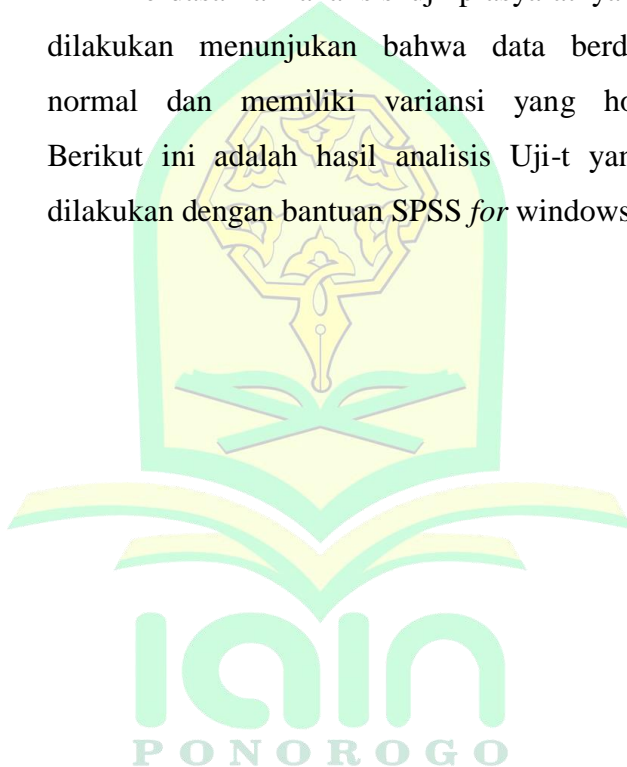 dilakukan menunjukan bahwa data
normal dan memiliki variansi yang
Berikut ini adalah hasil analisis Uji-t
dilakukan dengan bantuan SPSS for windows
iain
PONOROGO